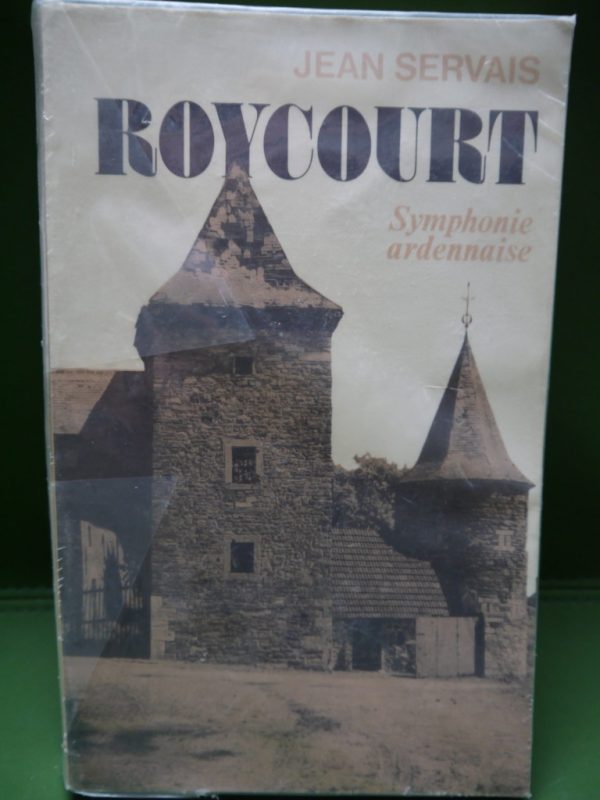 JEAN SERVAIS
ROYCOURT
Symphonie
ardennaise